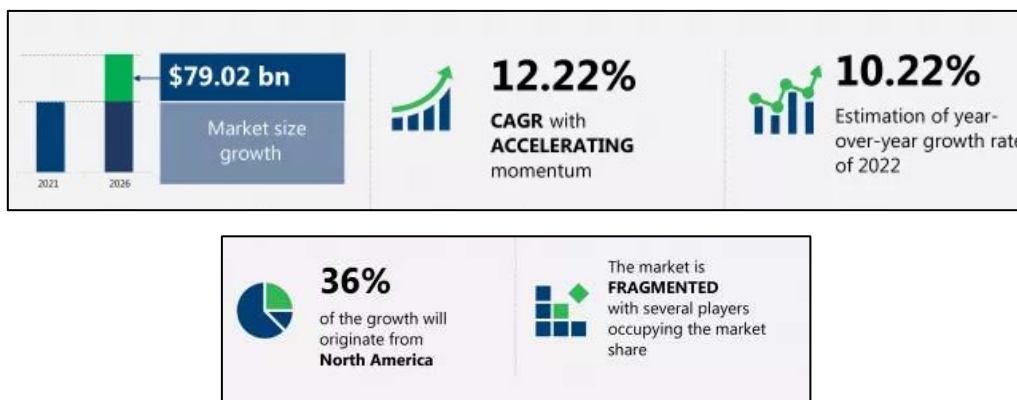 $79.02 bn
Market size
growth
2021
2026
12.22%
CAGR with
ACCELERATING
momentum
10.22%
Estimation of year-
over-year growth rate
of 2022
36%
of the growth will
originate from
North America
The market is
FRAGMENTED
with several players
occupying the market
share